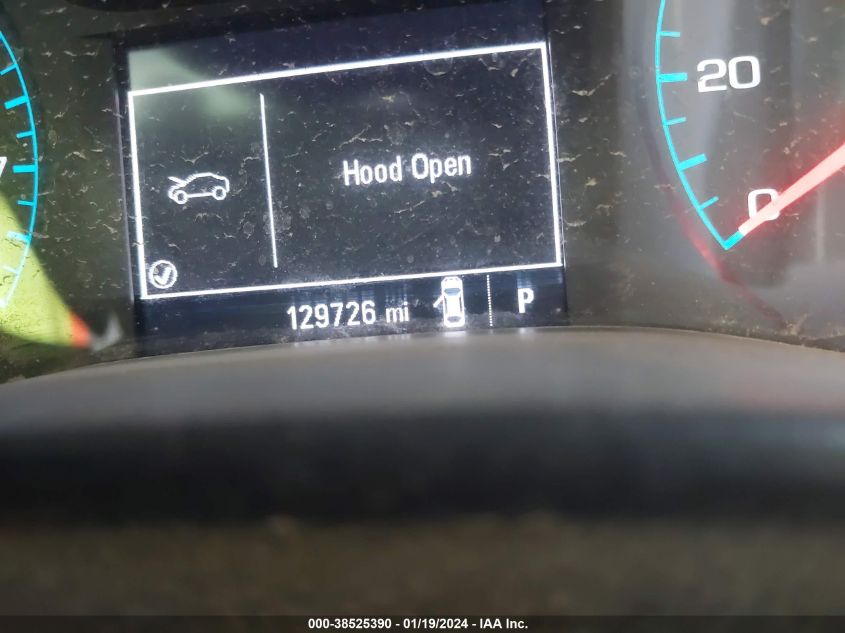 20
Hood Open
0
129726 mi
P
000-38525390 - 01/19/2024 - IAA Inc.